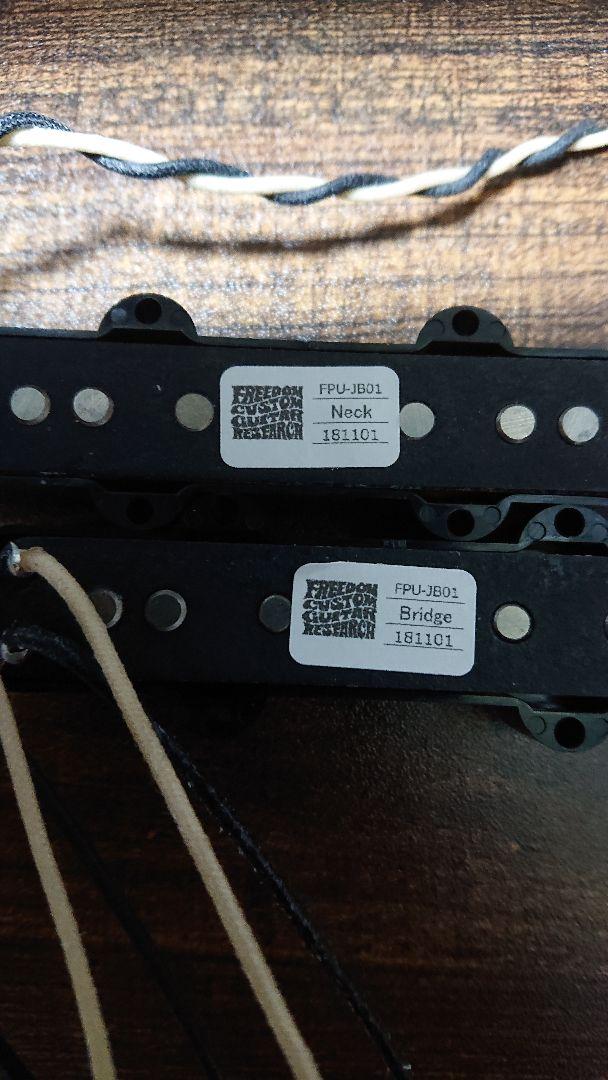 FREEDOM
CUSTOM
GUITAR
RESEARCH
FPU-JB01
Neck
181101
FREEDOM
CUSTOM
GUITAR
RESEARCH
FPU-JB01
Bridge
181101